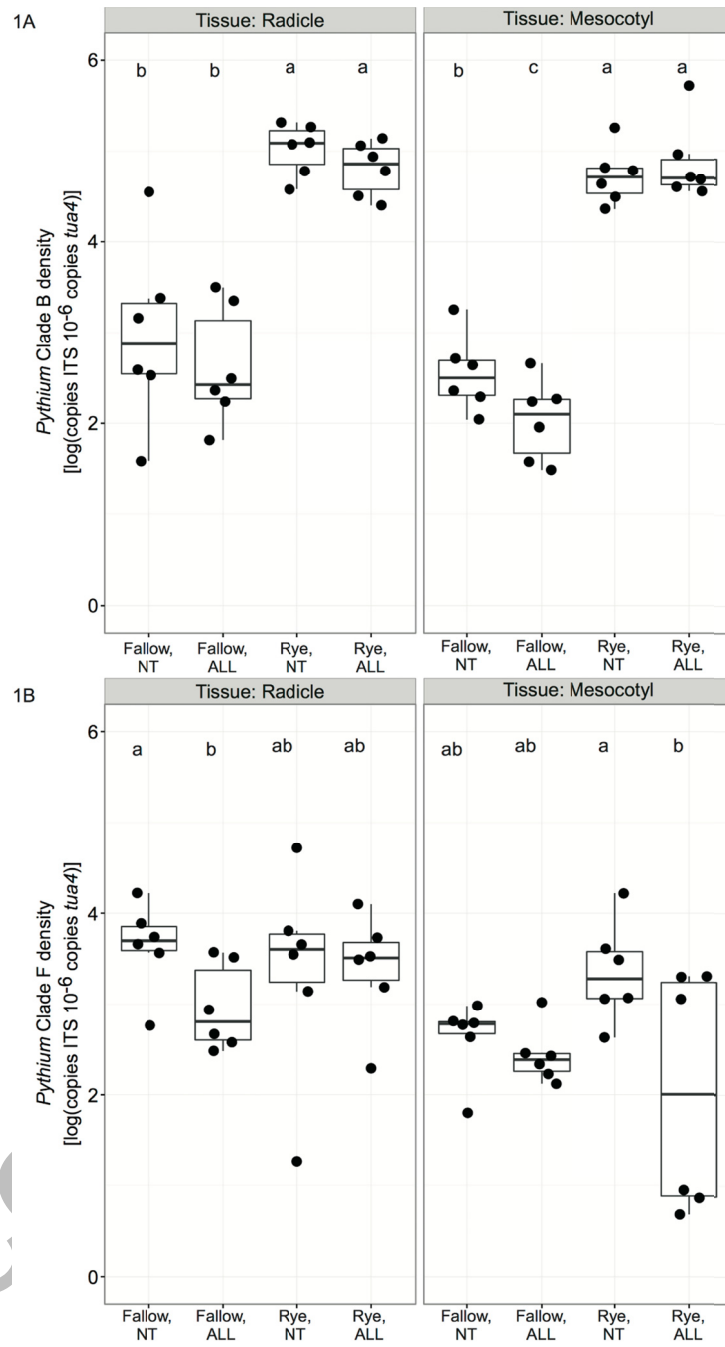 1A
Tissue: Radicle
Tissue: Mesocotyl
6
b
b
a
a
b
c
a
a
4
2
0
Pythium Clade B density
[log(copies ITS 10-6 copies tua4)]
Fallow,
NT
Fallow,
ALL
Rye,
NT
Rye,
ALL
Fallow,
NT
Fallow,
ALL
Rye,
NT
Rye,
ALL
1B
Tissue: Radicle
Tissue: Mesocotyl
6
a
b
ab
ab
ab
ab
a
b
4
2
0
Pythium Clade F density
[log(copies ITS 10-6 copies tua4)]
Fallow,
NT
Fallow,
ALL
Rye,
NT
Rye,
ALL
Fallow,
NT
Fallow,
ALL
Rye,
NT
Rye,
ALL